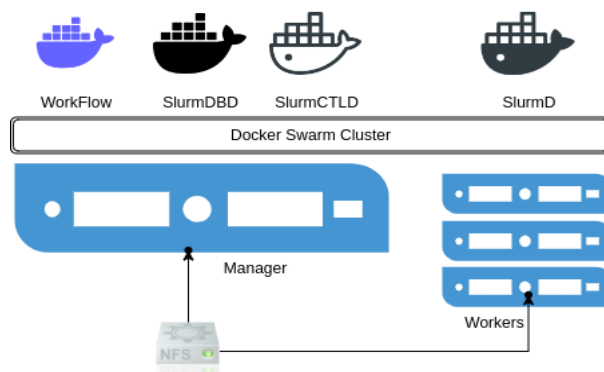 WorkFlow
SlurmDBD
SlurmCTLD
SlurmD
Docker Swarm Cluster
Manager
Workers
NFS